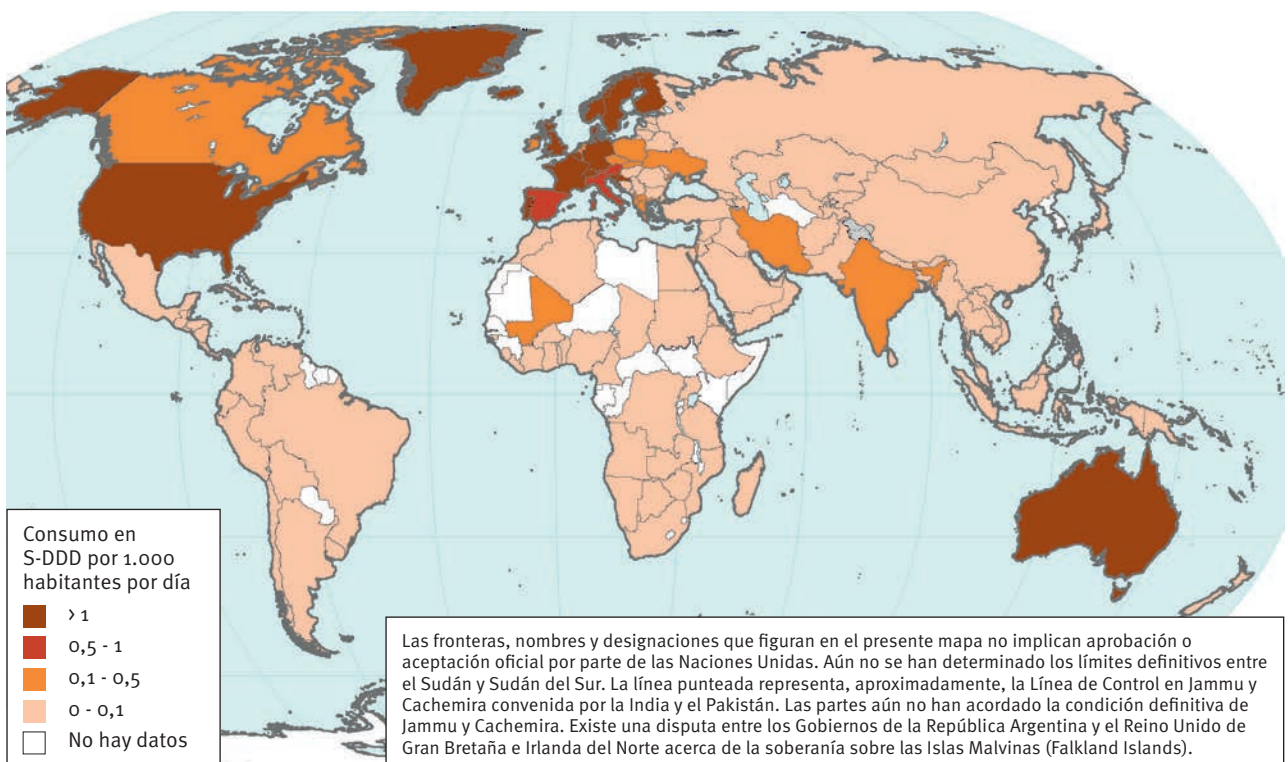 Consumo en
S-DDD por 1.000
habitantes por día
> 1
0,5 - 1
0,1 - 0,5
0 - 0,1
No hay datos
Las fronteras, nombres y designaciones que figuran en el presente mapa no implican aprobación o
aceptación oficial por parte de las Naciones Unidas. Aún no se han determinado los límites definitivos entre
el Sudán y Sudán del Sur. La línea punteada representa, aproximadamente, la Línea de Control en Jammu y
Cachemira convenida por la India y el Pakistán. Las partes aún no han acordado la condición definitiva de
Jammu y Cachemira. Existe una disputa entre los Gobiernos de la República Argentina y el Reino Unido de
Gran Bretaña e Irlanda del Norte acerca de la soberanía sobre las Islas Malvinas (Falkland Islands).